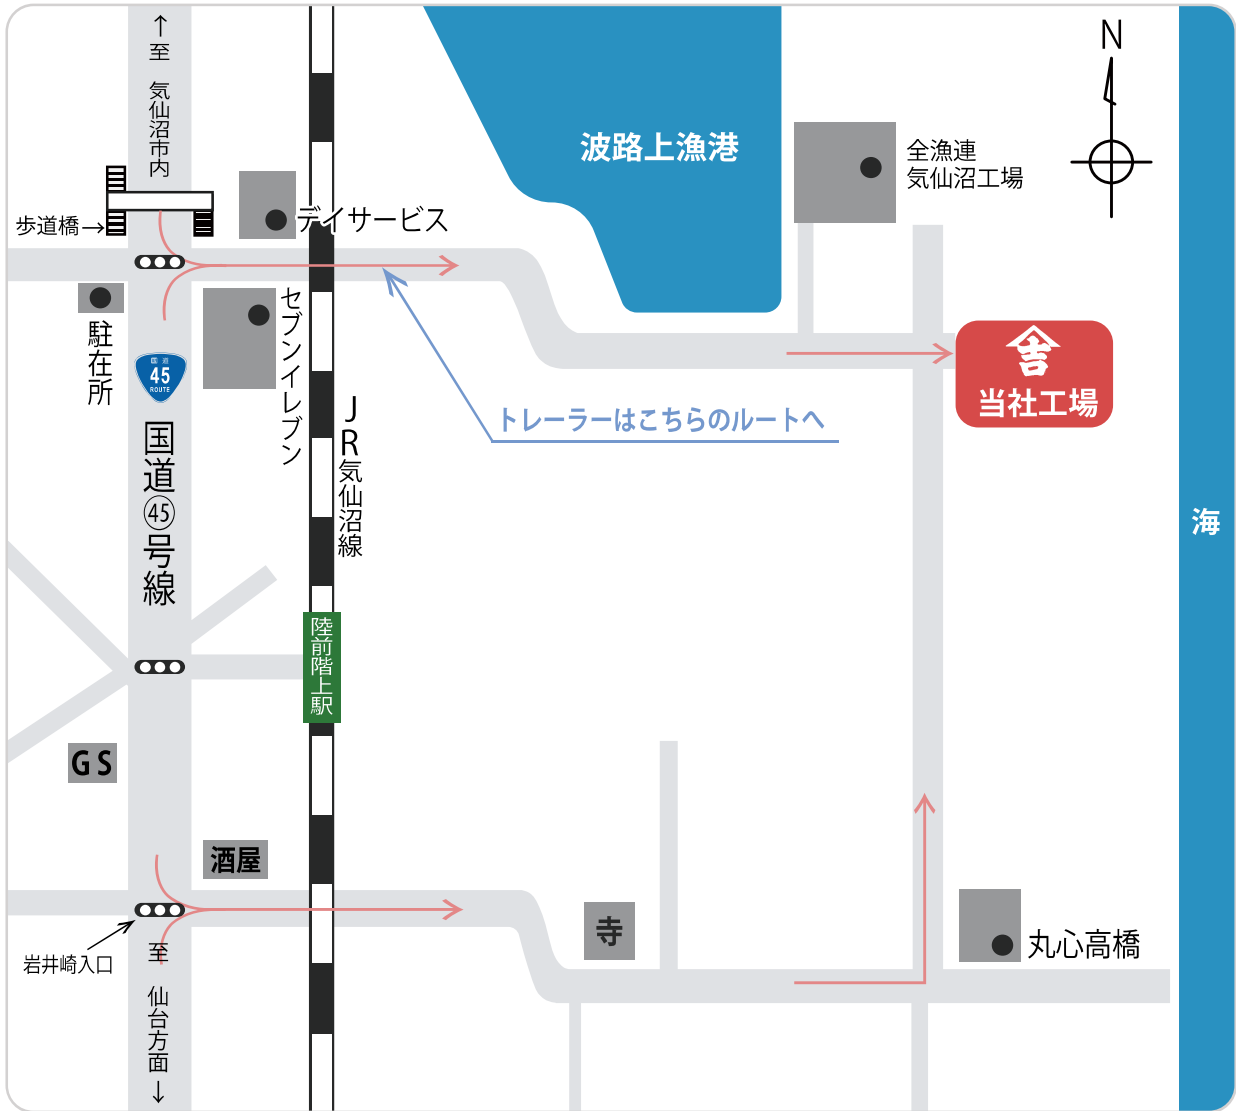 ↑至 気仙沼市内
N
波路上漁港
全漁連
気仙沼工場
歩道橋→
デイサービス
駐在所
セブンイレブン
国道
45
ROUTE
国道㊺号線
吉
当社工場
トレーラーはこちらのルートへ
JR気仙沼線
海
陸前階上駅
GS
酒屋
寺
丸心高橋
岩井崎入口
至 仙台方面↓